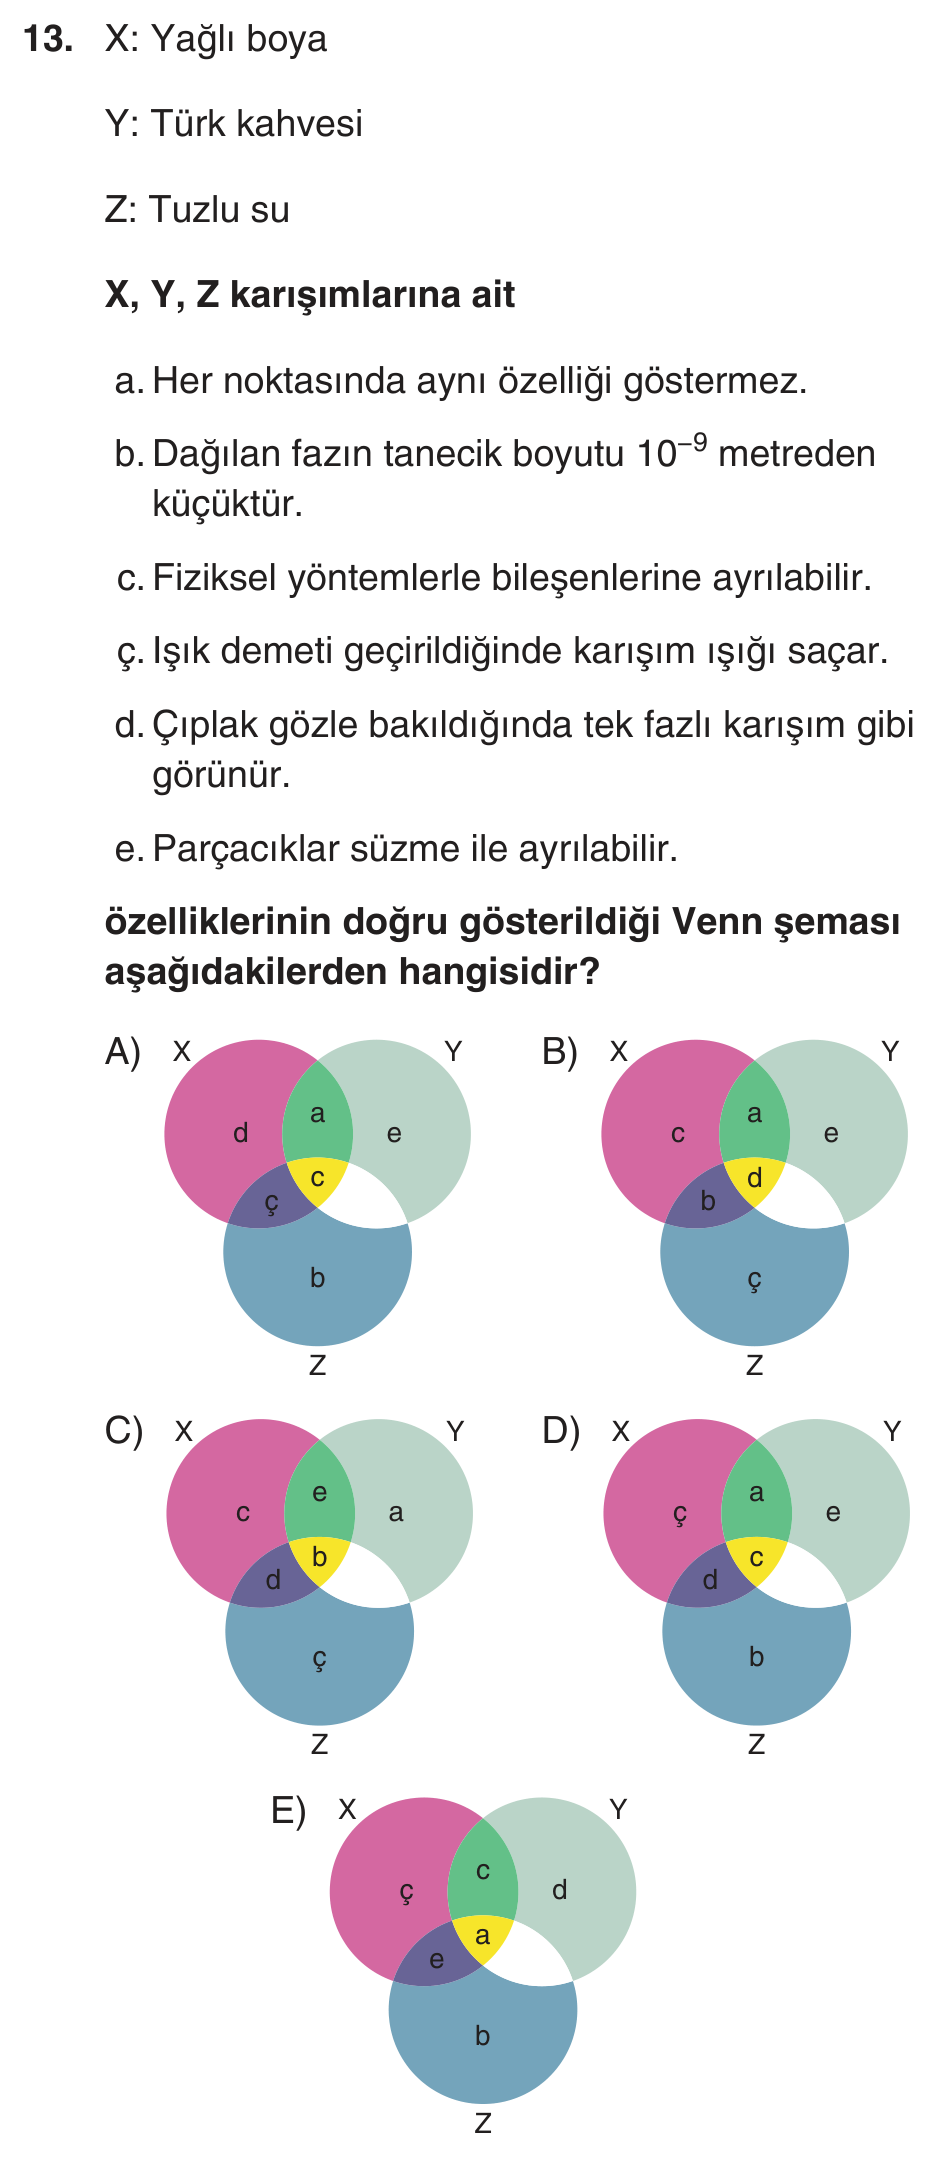 13. X: Yağlı boya
Y: Türk kahvesi
Z: Tuzlu su
X, Y, Z karışımlarına ait
a. Her noktasında aynı özelliği göstermez.
b. Dağılan fazın tanecik boyutu 10⁻⁹ metreden
küçüktür.
c. Fiziksel yöntemlerle bileşenlerine ayrılabilir.
ç. Işık demeti geçirildiğinde karışım ışığı saçar.
d. Çıplak gözle bakıldığında tek fazlı karışım gibi
görünür.
e. Parçacıklar süzme ile ayrılabilir.
özelliklerinin doğru gösterildiği Venn şeması
aşağıdakilerden hangisidir?
A) X Y
a
d e
c
ç
b
Z
B) X Y
a
c e
d
b
ç
Z
C) X Y
e
c a
b
d
ç
Z
D) X Y
a
ç e
c
d
b
Z
E) X Y
c
ç d
a
e
b
Z